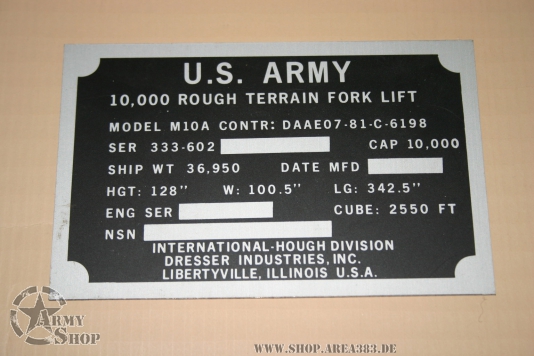 U.S. ARMY
10,000 ROUGH TERRAIN FORK LIFT
MODEL M10A CONTR: DAAE07-81-C-6198
SER 333-602 CAP 10,000
SHIP WT 36,950 DATE MFD
HGT: 128" W: 100.5" LG: 342.5"
ENG SER CUBE: 2550 FT
NSN
INTERNATIONAL-HOUGH DIVISION
DRESSER INDUSTRIES, INC.
LIBERTYVILLE, ILLINOIS U.S.A.
ARMY
SHOP
WWW.SHOP.AREA383.DE